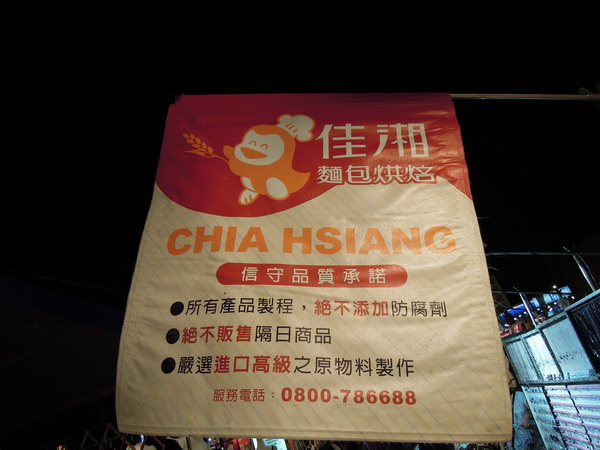 佳湘
麵包烘焙
CHIA HSIANG
信守品質承諾
●所有產品製程，絕不添加防腐劑
●絕不販售隔日商品
●嚴選進口高級之原物料製作
服務電話：0800-786688